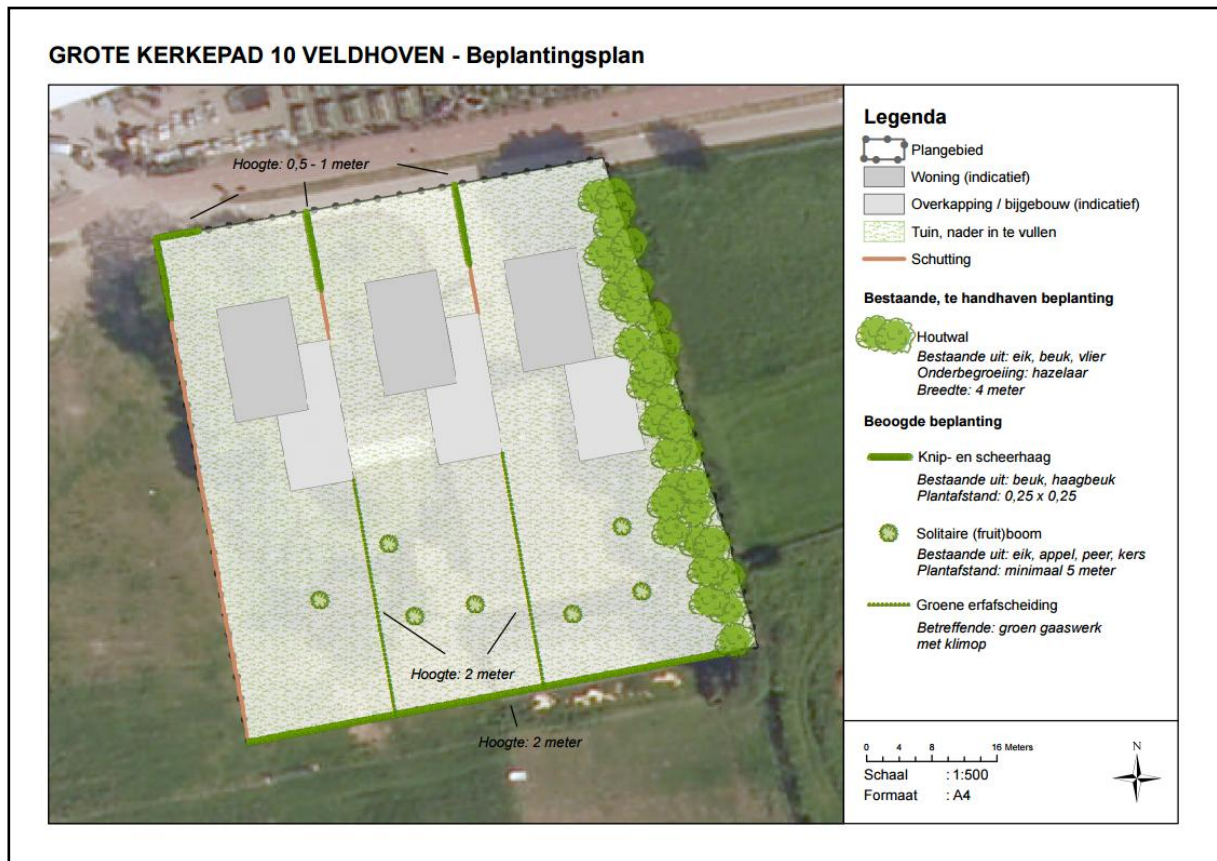 GROTE KERKEPAD 10 VELDHOVEN - Beplantingsplan
Hoogte: 0,5 - 1 meter
Hoogte: 2 meter
Hoogte: 2 meter
Legenda
Plangebied
Woning (indicatief)
Overkapping / bijgebouw (indicatief)
Tuin, nader in te vullen
Schutting
Bestaande, te handhaven beplanting
Houtwal
Bestaande uit: eik, beuk, vlier
Onderbegroeiing: hazelaar
Breedte: 4 meter
Beoogde beplanting
Knip- en scheerhaag
Bestaande uit: beuk, haagbeuk
Plantafstand: 0,25 x 0,25
Solitaire (fruit)boom
Bestaande uit: eik, appel, peer, kers
Plantafstand: minimaal 5 meter
Groene erfafscheiding
Betreffende: groen gaaswerk
met klimop
0 4 8 16 Meters
Schaal : 1:500
Formaat : A4
N